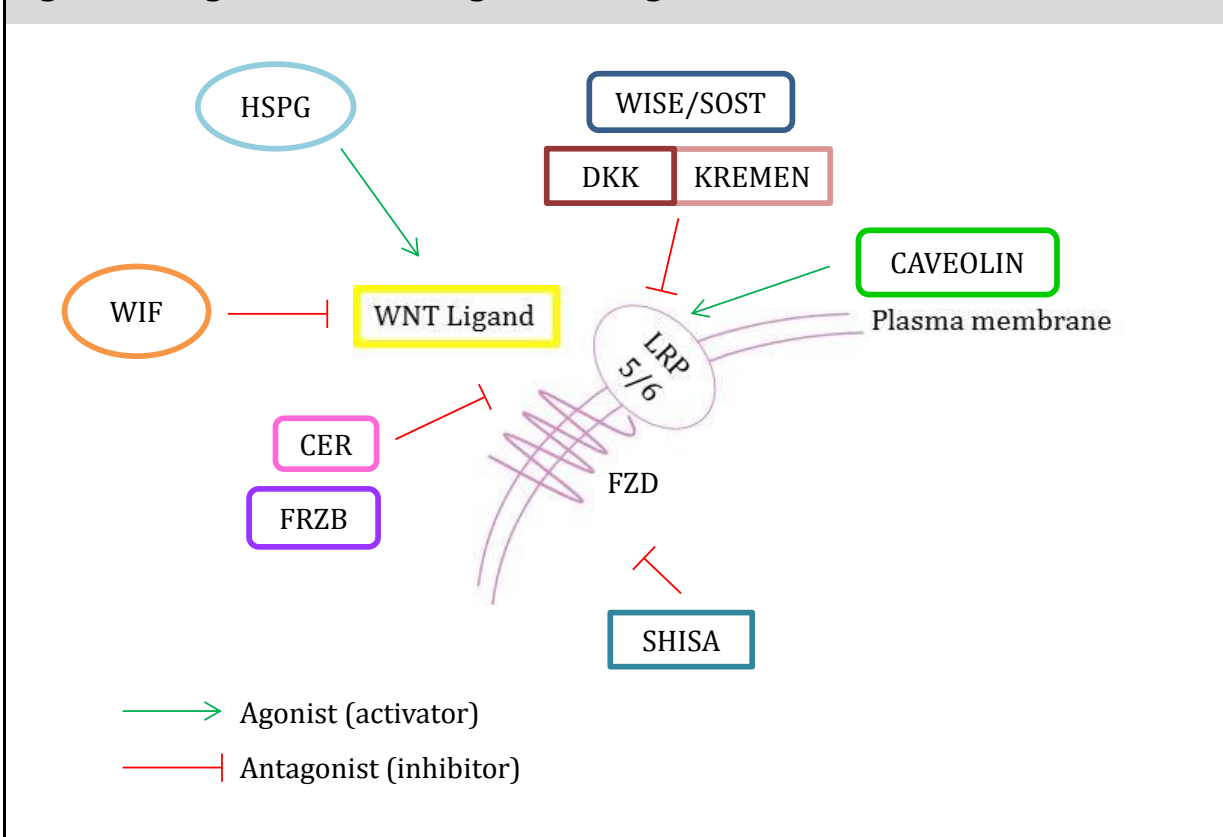 HSPG
WISE/SOST
DKK
KREMEN
CAVEOLIN
WIF
WNT Ligand
Plasma membrane
LRP
5/6
CER
FZD
FRZB
SHISA
Agonist (activator)
Antagonist (inhibitor)